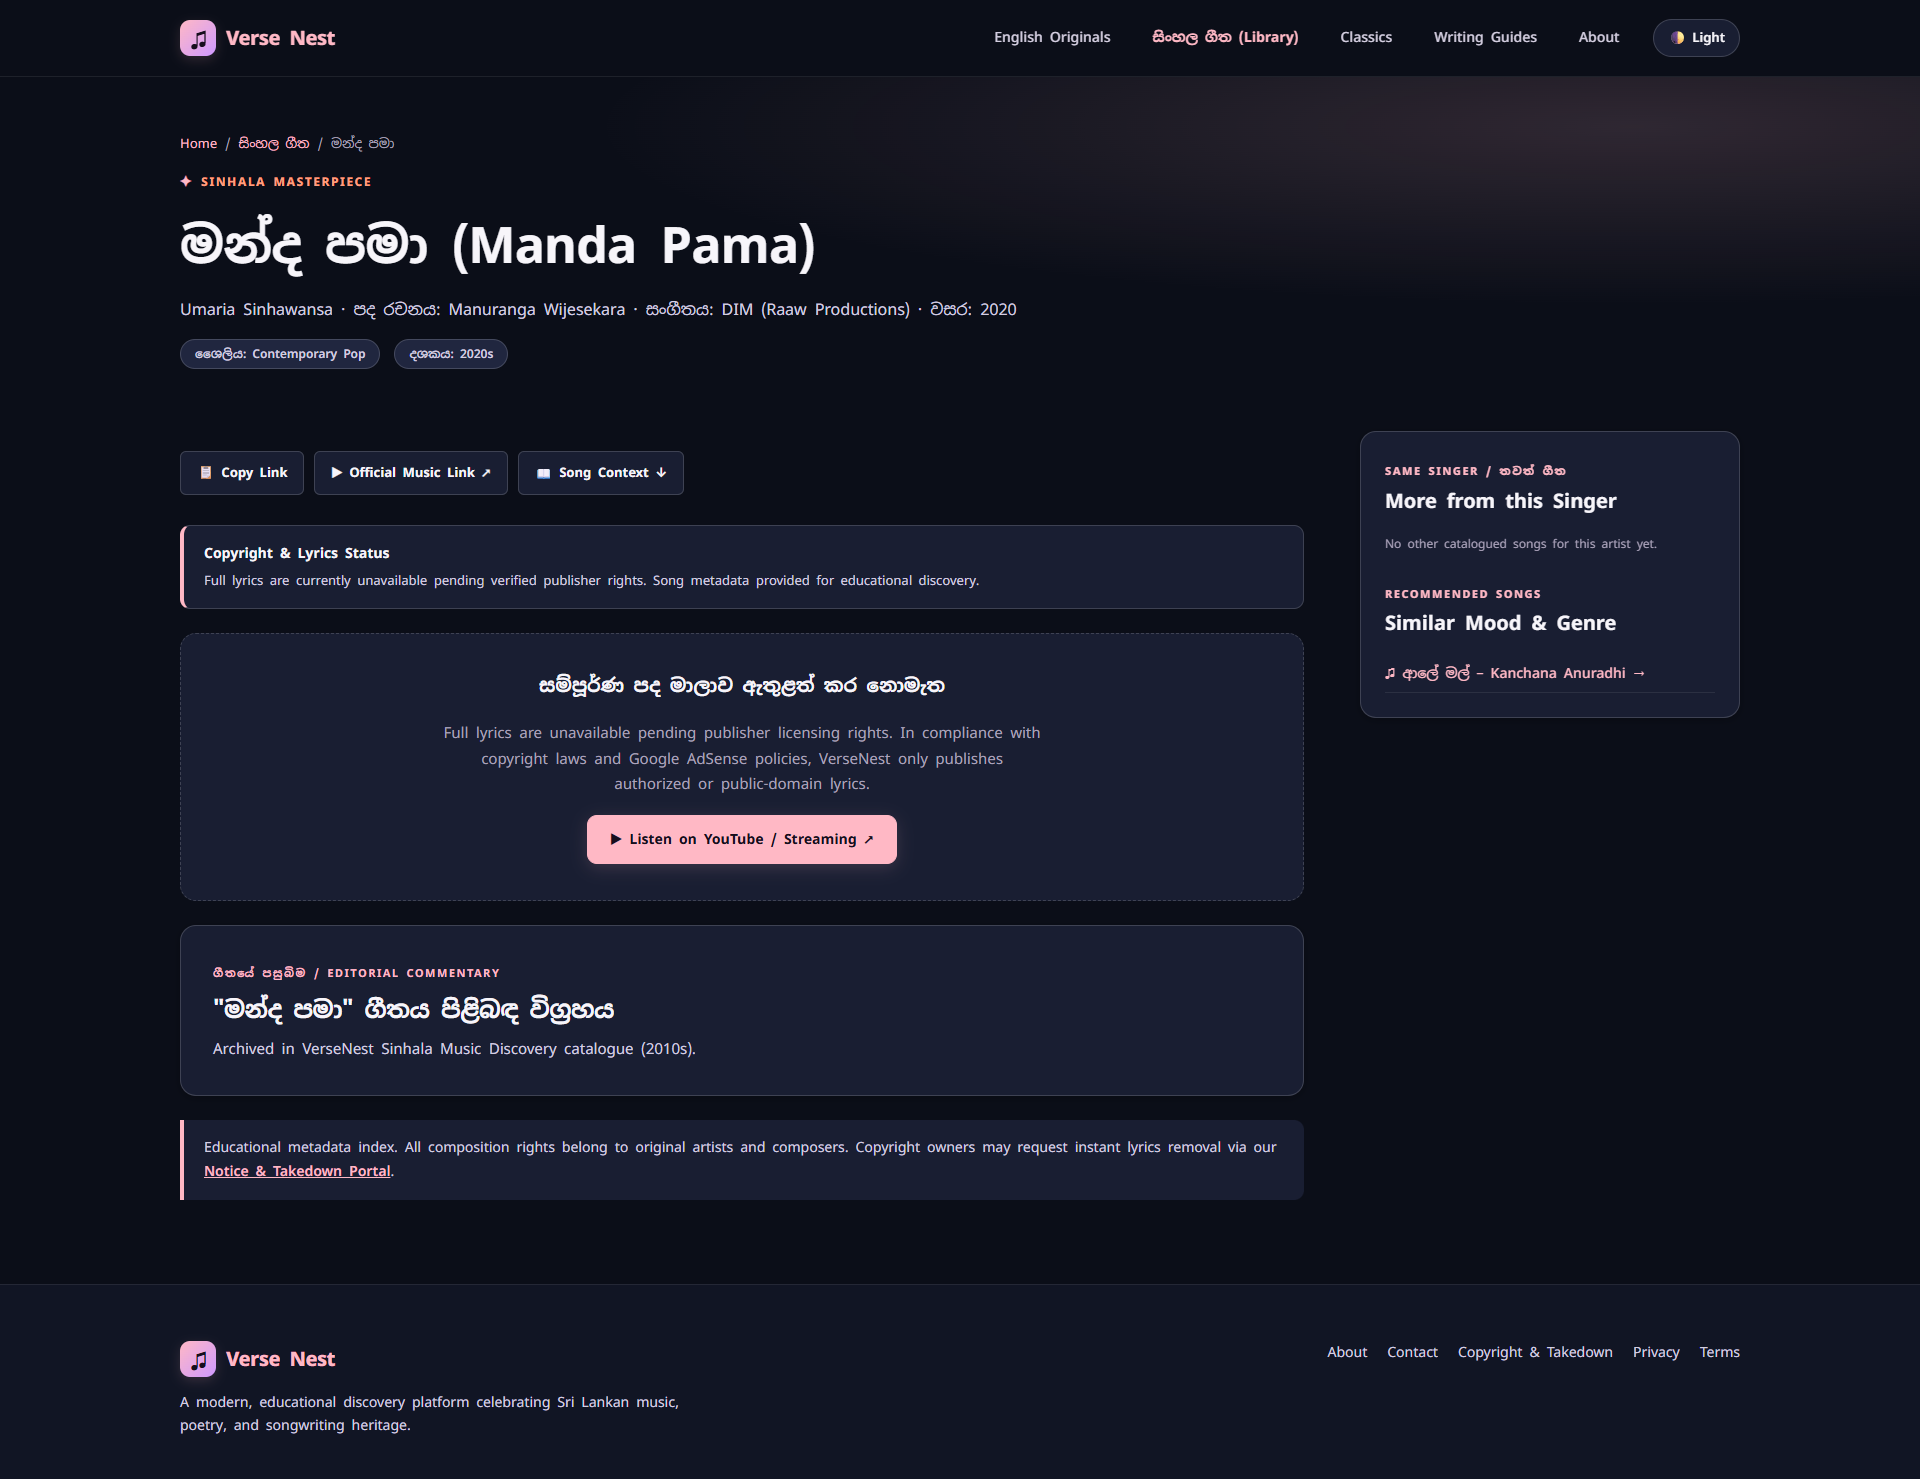 Verse Nest
English Originals
සිංහල ගීත (Library)
Classics
Writing Guides
About
Light
Home / සිංහල ගීත / මන්ද පමා
✦ SINHALA MASTERPIECE
මන්ද පමා (Manda Pama)
Umaria Sinhawansa · පද රචනය: Manuranga Wijesekara · සංගීතය: DIM (Raaw Productions) · වසර: 2020
ශෛලිය: Contemporary Pop
දශකය: 2020s
Copy Link
▶ Official Music Link ↗
Song Context ↓
Copyright & Lyrics Status
Full lyrics are currently unavailable pending verified publisher rights. Song metadata provided for educational discovery.
සම්පූර්ණ පද මාලාව ඇතුළත් කර නොමැත
Full lyrics are unavailable pending publisher licensing rights. In compliance with
copyright laws and Google AdSense policies, VerseNest only publishes
authorized or public-domain lyrics.
▶ Listen on YouTube / Streaming ↗
ගීතයේ පසුබිම / EDITORIAL COMMENTARY
"මන්ද පමා" ගීතය පිළිබඳ විග්‍රහය
Archived in VerseNest Sinhala Music Discovery catalogue (2010s).
Educational metadata index. All composition rights belong to original artists and composers. Copyright owners may request instant lyrics removal via our
Notice & Takedown Portal.
SAME SINGER / තවත් ගීත
More from this Singer
No other catalogued songs for this artist yet.
RECOMMENDED SONGS
Similar Mood & Genre
♫ ආලේ මල් – Kanchana Anuradhi →
Verse Nest
A modern, educational discovery platform celebrating Sri Lankan music,
poetry, and songwriting heritage.
About
Contact
Copyright & Takedown
Privacy
Terms